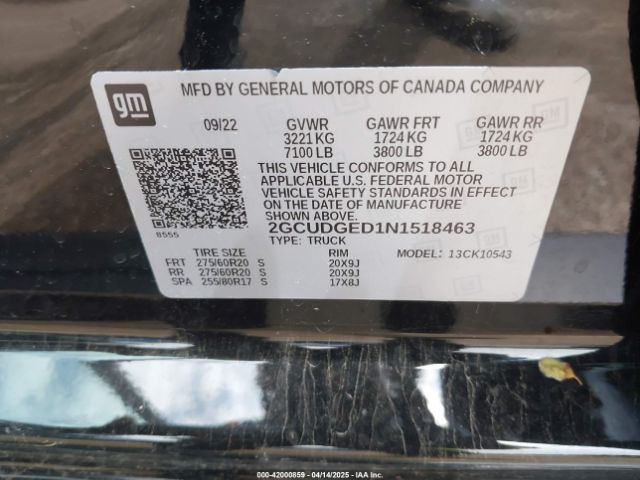 gm
MFD BY GENERAL MOTORS OF CANADA COMPANY
09/22 GVWR GAWR FRT GAWR RR
3221 KG 1724 KG 1724 KG
7100 LB 3800 LB 3800 LB
THIS VEHICLE CONFORMS TO ALL
APPLICABLE U.S. FEDERAL MOTOR
VEHICLE SAFETY STANDARDS IN EFFECT
ON THE DATE OF MANUFACTURE
SHOWN ABOVE.
8555
2GCUDGED1N1518463
TYPE: TRUCK
TIRE SIZE RIM MODEL: 13CK10543
FRT 275/60R20 S 20X9J
RR 275/60R20 S 20X9J
SPA 255/80R17 S 17X8J
000-42000859 - 04/14/2025 - IAA Inc.